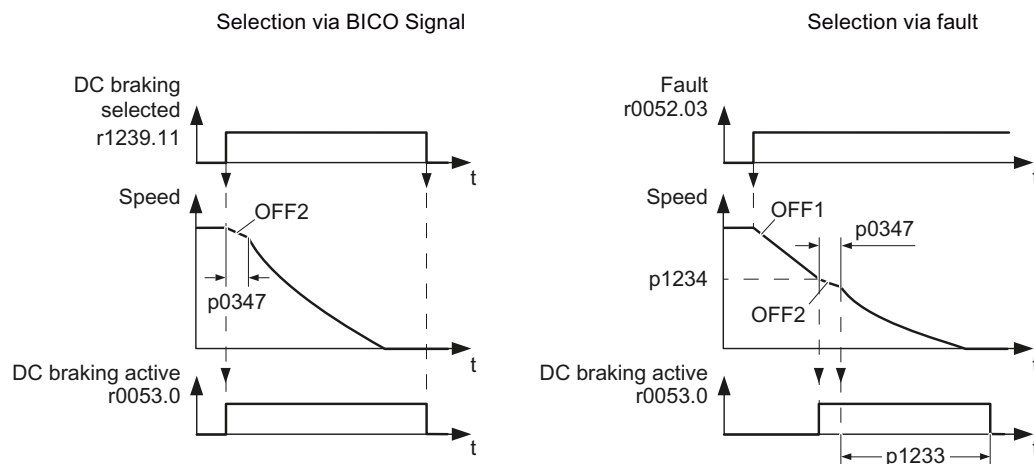 Selection via BICO Signal
DC braking
selected
r1239.11
t
Speed
OFF2
p0347
t
DC braking active
r0053.0
t
Selection via fault
Fault
r0052.03
t
Speed
OFF1
p0347
p1234
OFF2
t
DC braking active
r0053.0
t
p1233